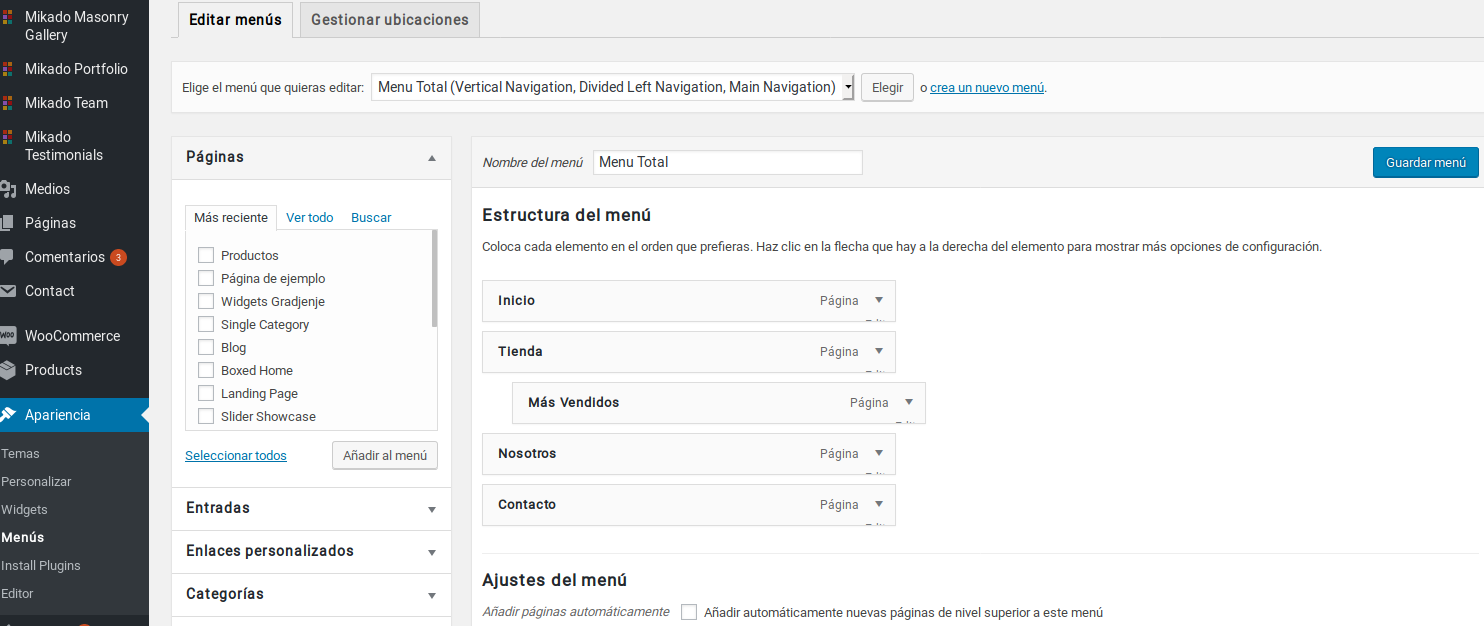 Mikado Masonry
Gallery
Mikado Portfolio
Mikado Team
Mikado
Testimonials
Medios
Páginas
Comentarios 3
Contact
WooCommerce
Products
Apariencia
Temas
Personalizar
Widgets
Menús
Install Plugins
Editor
Editar menús
Gestionar ubicaciones
Elige el menú que quieras editar: Menu Total (Vertical Navigation, Divided Left Navigation, Main Navigation) Elegir o crea un nuevo menú.
Páginas
Más reciente Ver todo Buscar
Productos
Página de ejemplo
Widgets Gradjenje
Single Category
Blog
Boxed Home
Landing Page
Slider Showcase
Seleccionar todos Añadir al menú
Entradas
Enlaces personalizados
Categorías
Nombre del menú Menu Total Guardar menú
Estructura del menú
Coloca cada elemento en el orden que prefieras. Haz clic en la flecha que hay a la derecha del elemento para mostrar más opciones de configuración.
Inicio Página
Tienda Página
Más Vendidos Página
Nosotros Página
Contacto Página
Ajustes del menú
Añadir páginas automáticamente Añadir automáticamente nuevas páginas de nivel superior a este menú